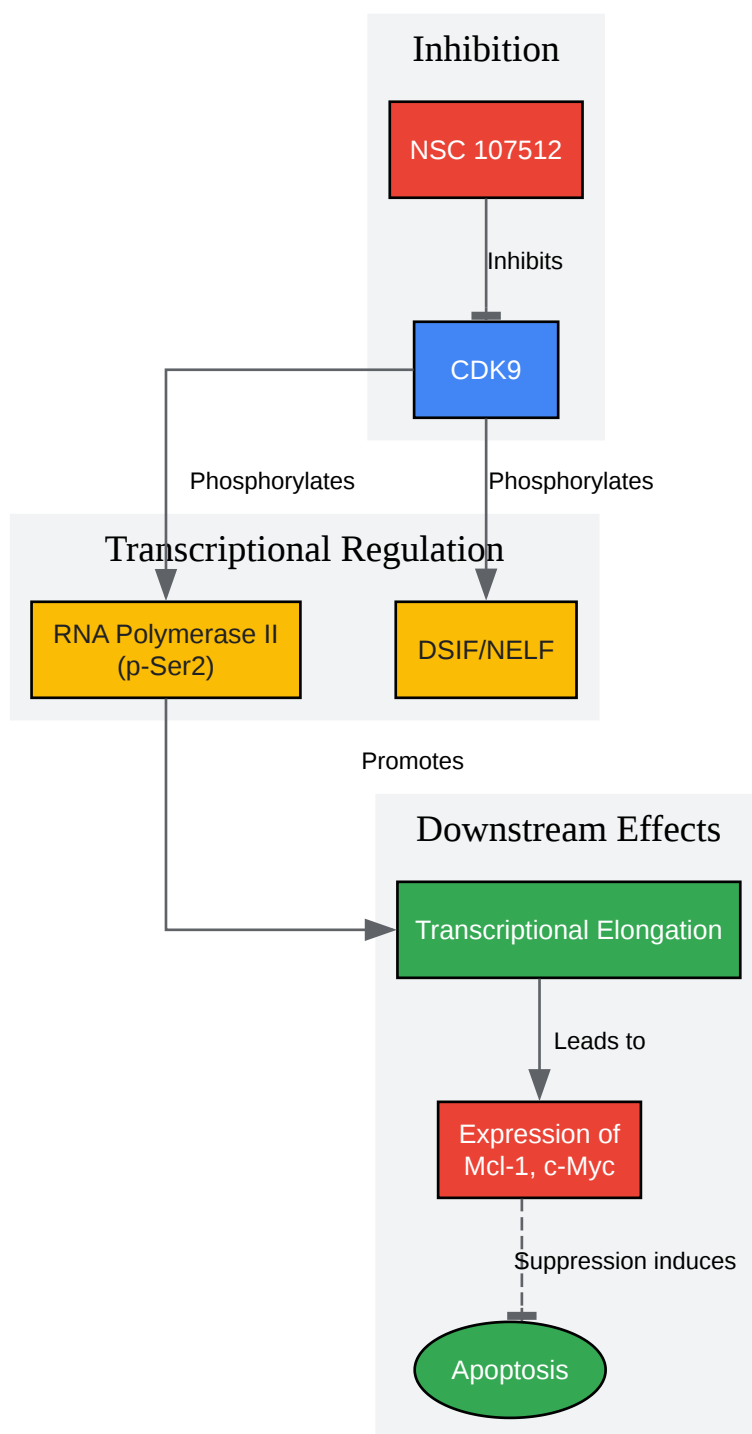 Inhibition
NSC 107512
Inhibits
CDK9
Phosphorylates
Phosphorylates
Transcriptional Regulation
RNA Polymerase II
(p-Ser2)
DSIF/NELF
Promotes
Downstream Effects
Transcriptional Elongation
Leads to
Expression of
Mcl-1, c-Myc
Suppression induces
Apoptosis